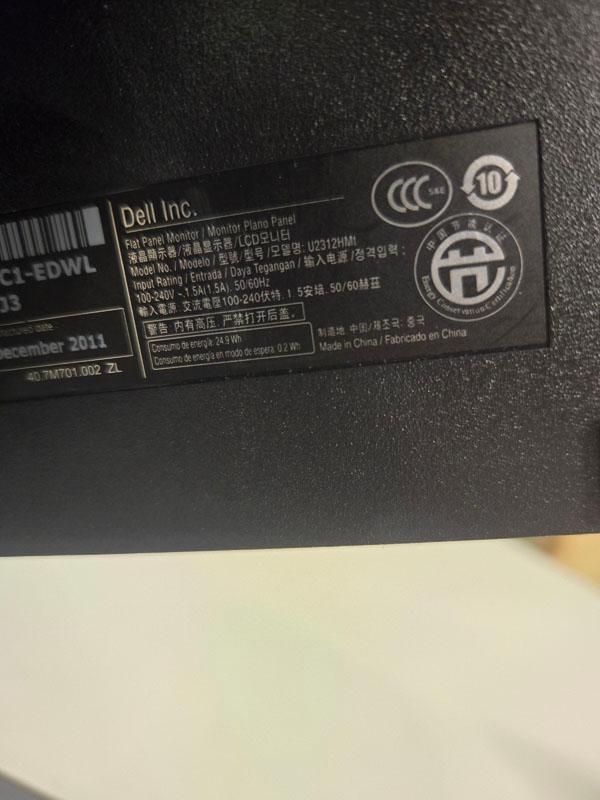 C1-EDWL
03
date
December 2011
40.7M701.002 ZL
Dell Inc.
Flat Panel Monitor / Monitor Plano Panel
液晶顯示器/液晶显示器/LCD모니터
Model No. / Modelo / 型號/ 型号/ 모델명: U2312HMt
Input Rating / Entrada / Daya Tegangan / 输入电源 /정격입력 :
100-240V ~,1.5A(1.5A), 50/60Hz
輸入電源: 交流電壓100-240伏特, 1.5安培, 50/60赫茲
警告: 内有高压, 严禁打开后盖。
Consumo de energía: 24.9 Wh
Consumo de energía en modo de espera: 0.2 Wh
制造地: 中国/제조국: 중국
Made in China / Fabricado en China
CCC S&E
10
中国节能认证
节
Energy Conservation Certification